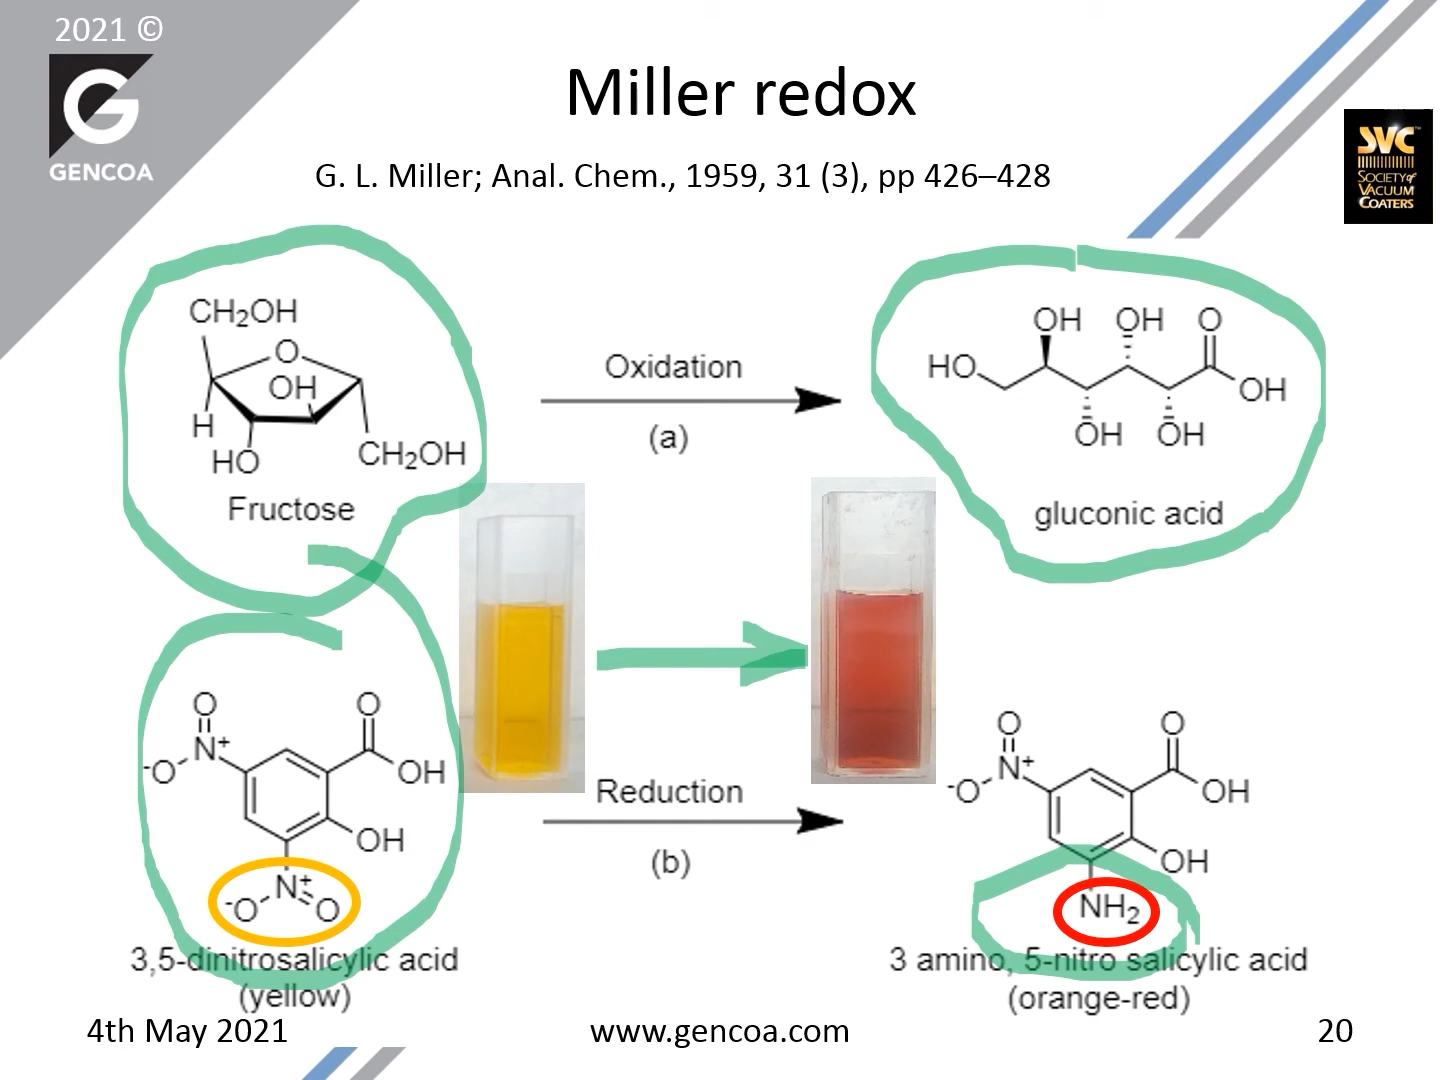 2021 ©
GENCOA
Miller redox
G. L. Miller; Anal. Chem., 1959, 31 (3), pp 426–428
SVC™
SOCIETY of
VACUUM
COATERS
CH₂OH
O
OH
H
HO
CH₂OH
Fructose
Oxidation
(a)
OH OH O
HO
OH
OH OH
gluconic acid
O O
N⁺
⁻O
OH
OH
N⁺
⁻O O
3,5-dinitrosalicylic acid
(yellow)
Reduction
(b)
O O
N⁺
⁻O
OH
OH
NH₂
3 amino, 5-nitro salicylic acid
(orange-red)
4th May 2021
www.gencoa.com
20